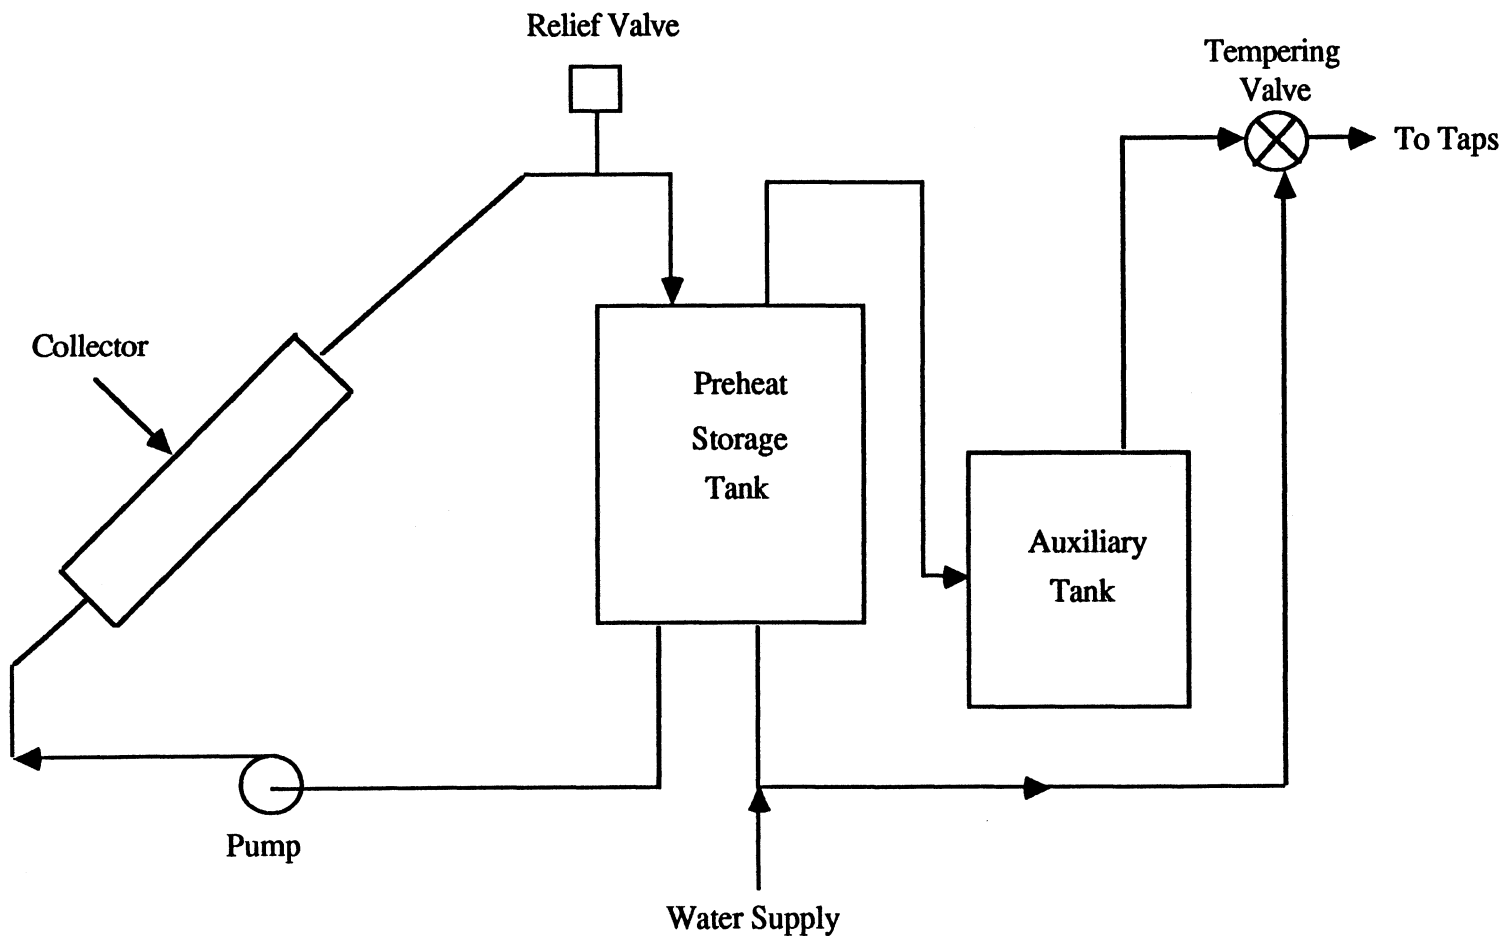 Relief Valve
Tempering
Valve
To Taps
Collector
Preheat
Storage
Tank
Auxiliary
Tank
Pump
Water Supply